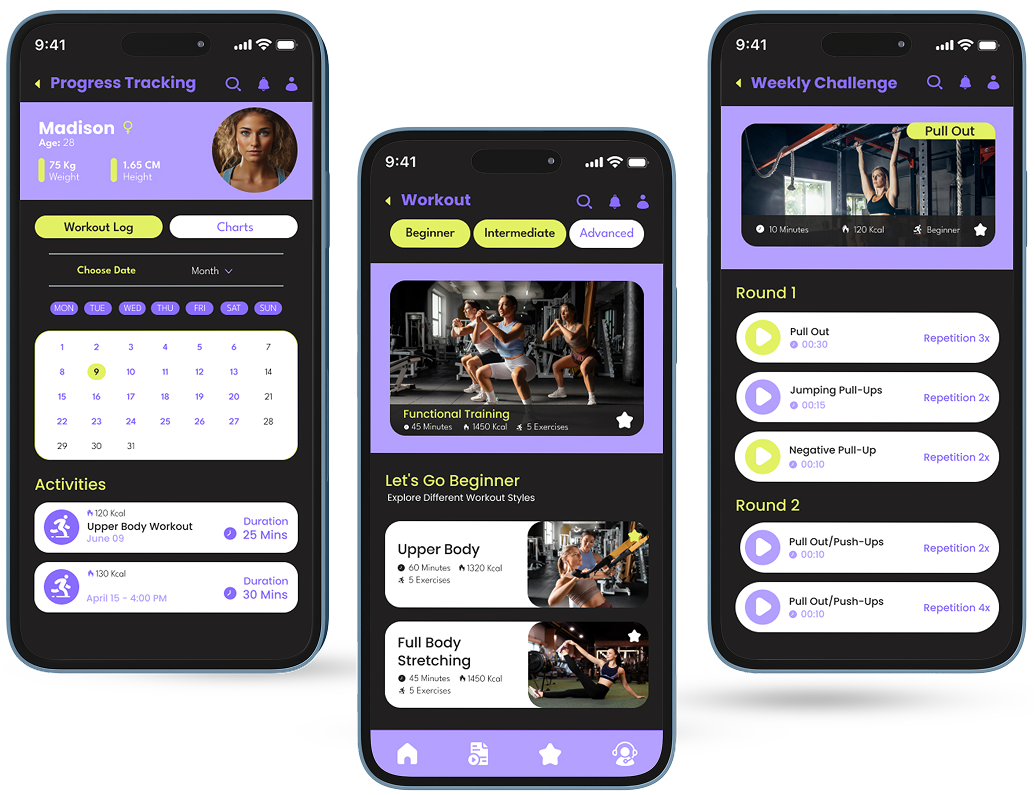 9:41
Progress Tracking
Madison
Age: 28
75 Kg 1.65 CM
Weight Height
Workout Log Charts
Choose Date Month
MON TUE WED THU FRI SAT SUN
1 2 3 4 5 6 7
8 9 10 11 12 13 14
15 16 17 18 19 20 21
22 23 24 25 26 27 28
29 30 31
Activities
120 Kcal
Upper Body Workout
June 09
Duration
25 Mins
130 Kcal
April 15 - 4:00 PM
Duration
30 Mins
9:41
Workout
Beginner Intermediate Advanced
Functional Training
45 Minutes 1450 Kcal 5 Exercises
Let's Go Beginner
Explore Different Workout Styles
Upper Body
60 Minutes 1320 Kcal
5 Exercises
Full Body
Stretching
45 Minutes 1450 Kcal
5 Exercises
9:41
Weekly Challenge
Pull Out
10 Minutes 120 Kcal Beginner
Round 1
Pull Out
00:30
Repetition 3x
Jumping Pull-Ups
00:15
Repetition 2x
Negative Pull-Up
00:10
Repetition 2x
Round 2
Pull Out/Push-Ups
00:10
Repetition 2x
Pull Out/Push-Ups
00:10
Repetition 4x